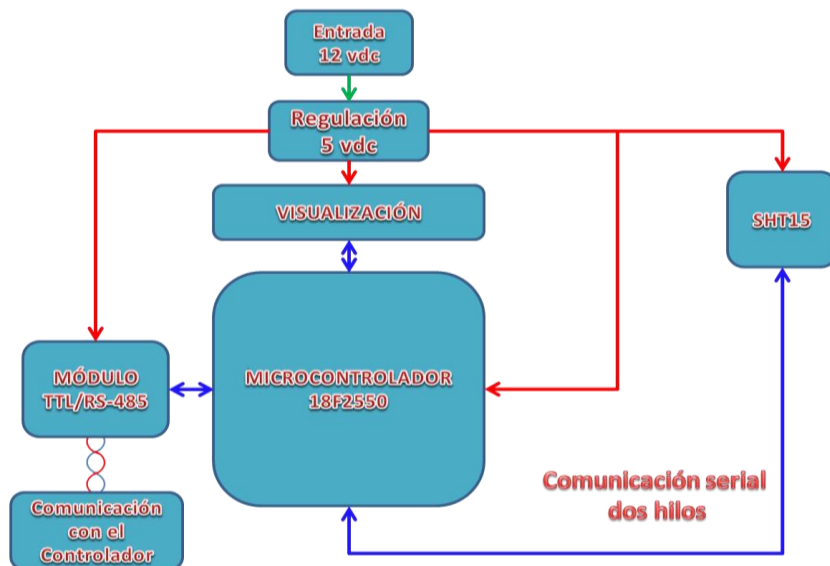 Entrada
12 vdc
Regulación
5 vdc
VISUALIZACIÓN
SHT15
MÓDULO
TTL/RS-485
MICROCONTROLADOR
18F2550
Comunicación serial
dos hilos
Comunicación
con el
Controlador